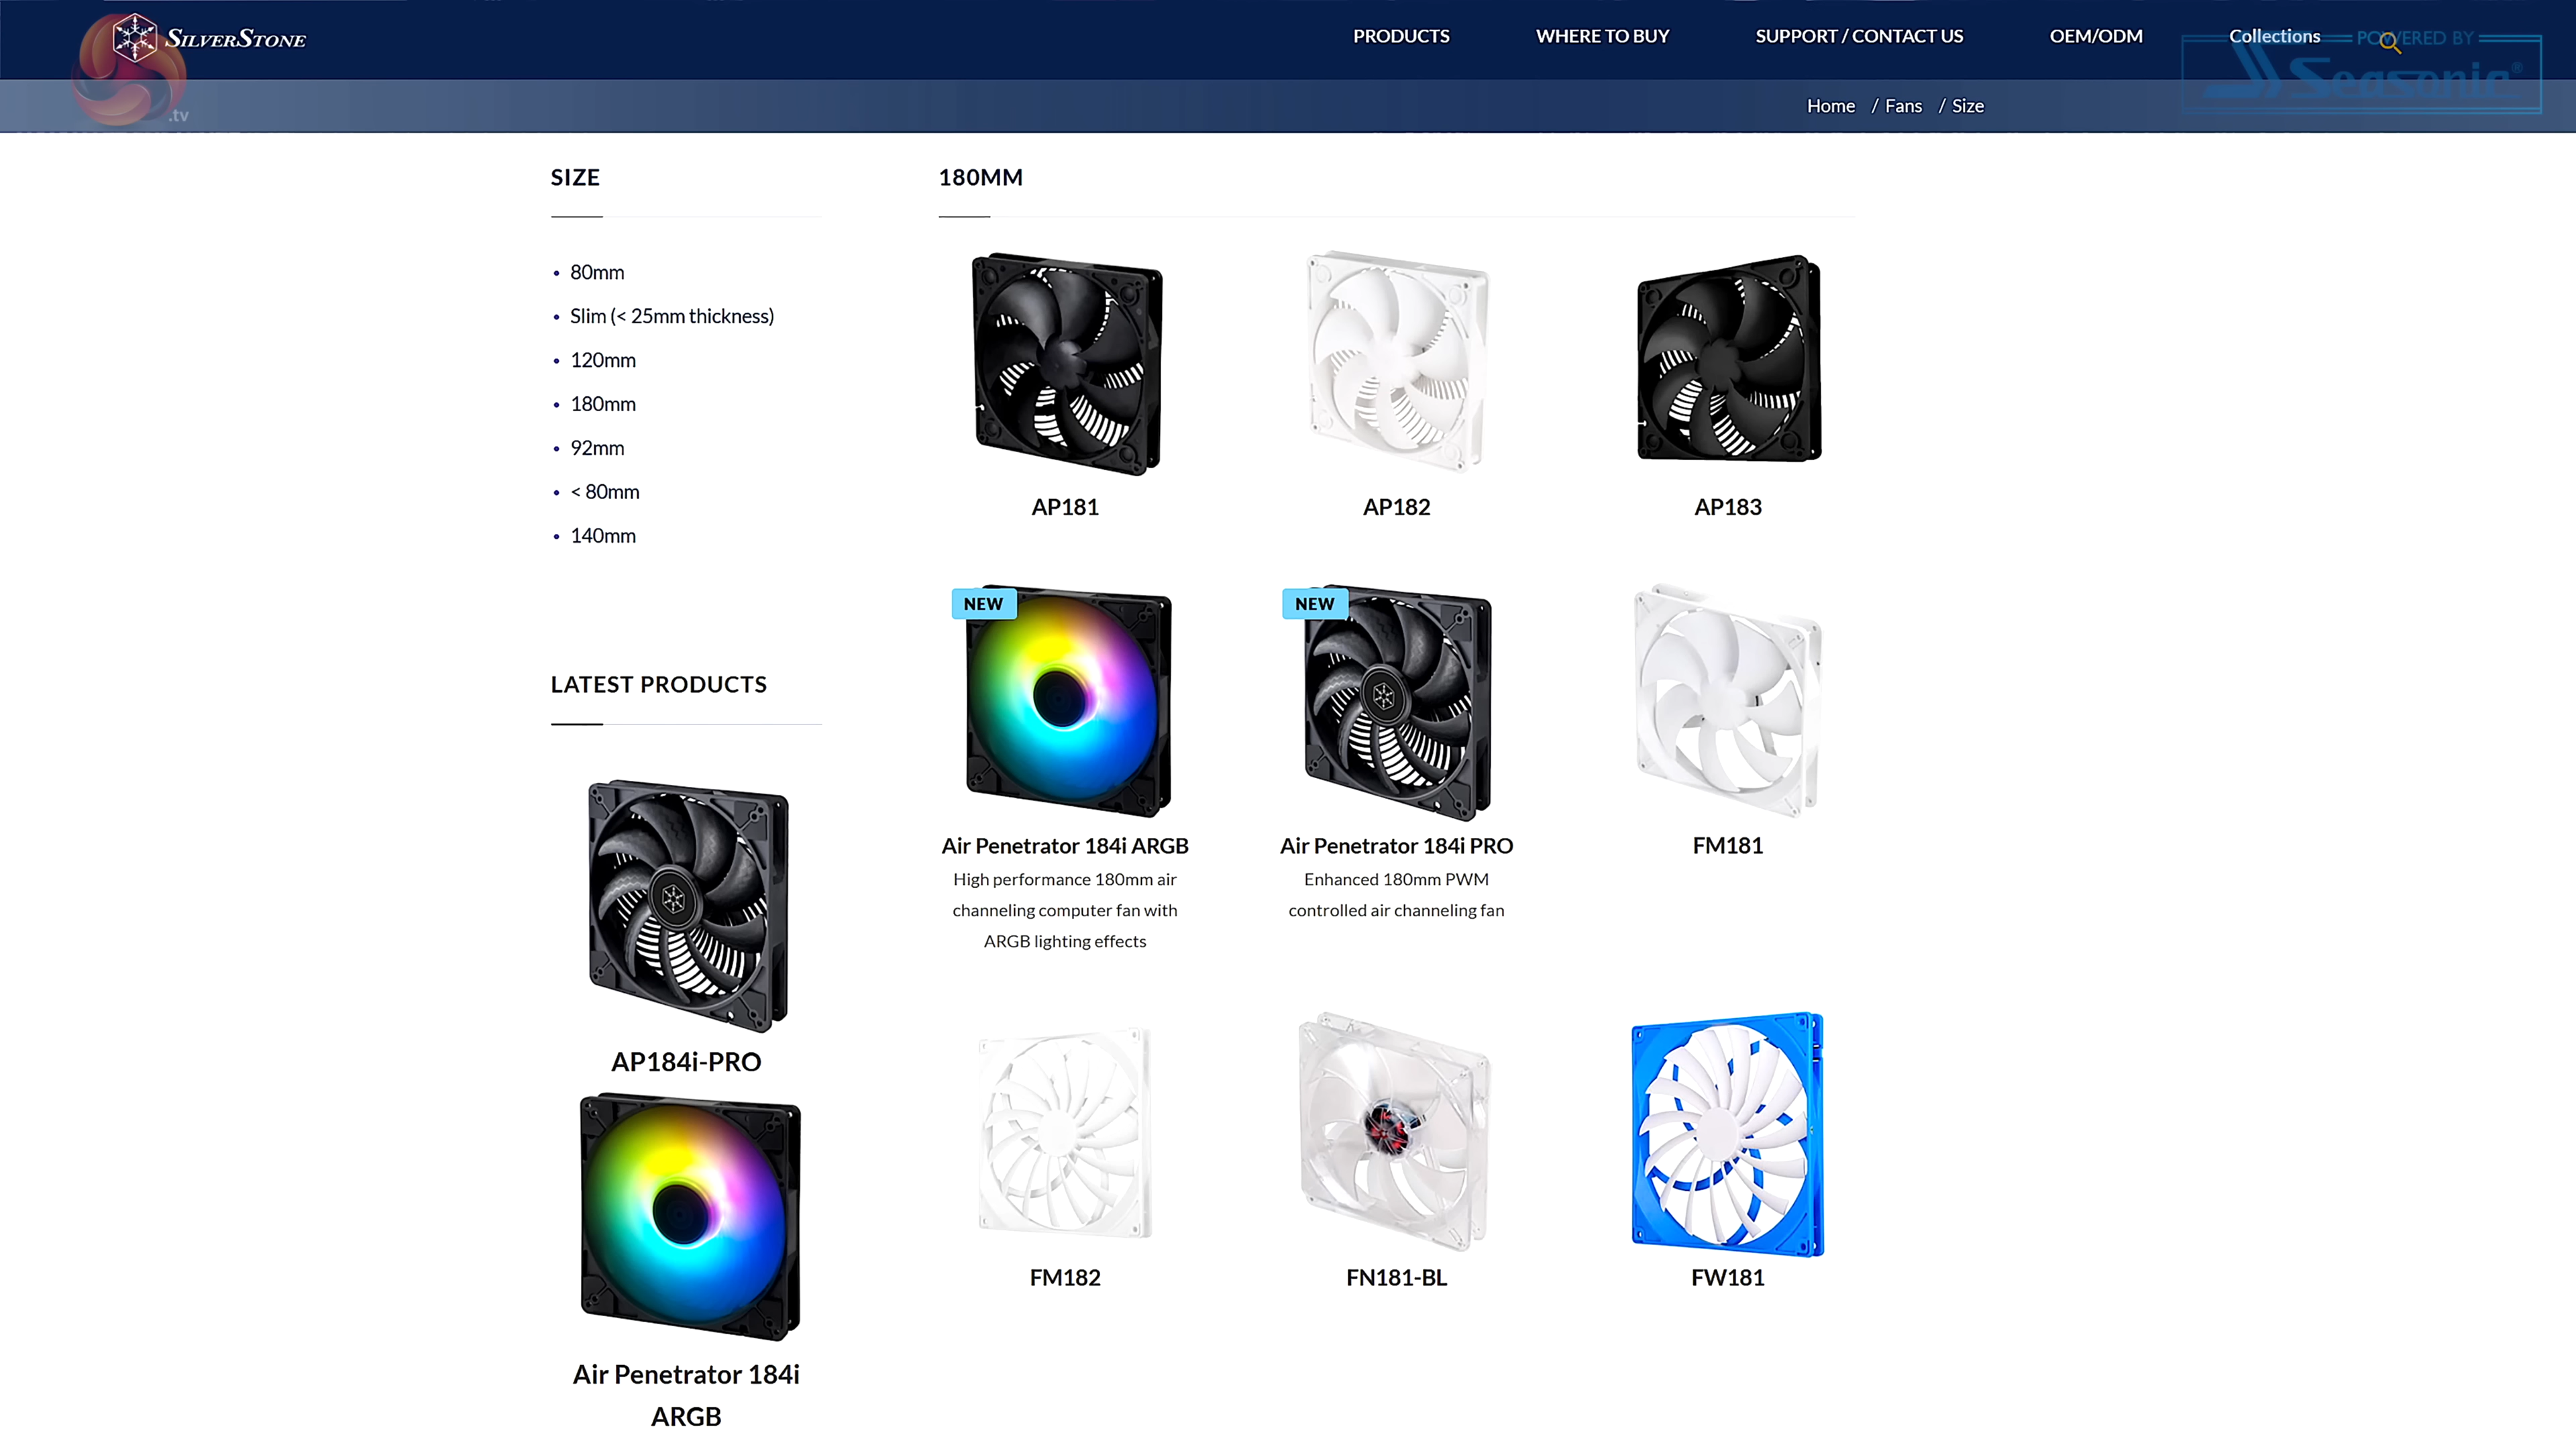 SILVERSTONE
PRODUCTS
WHERE TO BUY
SUPPORT / CONTACT US
OEM/ODM
Collections
POWERED BY
Seasonic®
.tv
Home / Fans / Size
SIZE
80mm
Slim (< 25mm thickness)
120mm
180mm
92mm
< 80mm
140mm
LATEST PRODUCTS
AP184i-PRO
Air Penetrator 184i
ARGB
180MM
AP181
AP182
AP183
NEW
Air Penetrator 184i ARGB
High performance 180mm air
channeling computer fan with
ARGB lighting effects
NEW
Air Penetrator 184i PRO
Enhanced 180mm PWM
controlled air channeling fan
FM181
FM182
FN181-BL
FW181